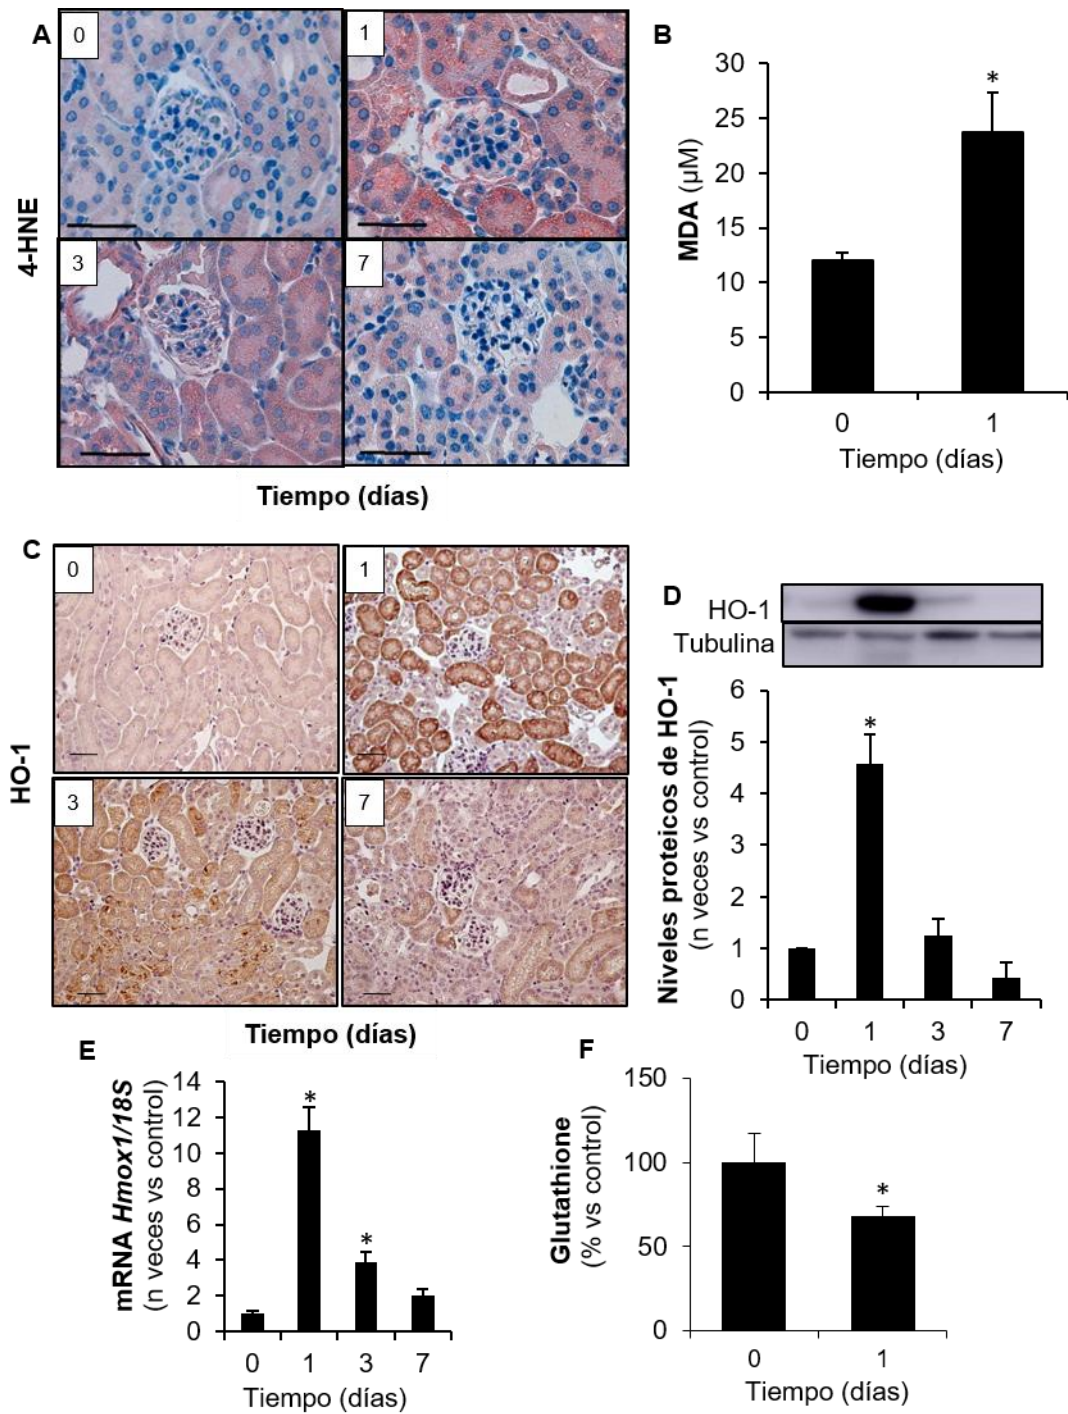 A
0
1
3
7
4-HNE
Tiempo (días)
B
MDA (µM)
30
25
20
15
10
5
0
*
0 1
Tiempo (días)
C
0
1
3
7
HO-1
Tiempo (días)
D
HO-1
Tubulina
Niveles proteicos de HO-1
(n veces vs control)
6
5
4
3
2
1
0
*
0 1 3 7
Tiempo (días)
E
mRNA Hmox1/18S
(n veces vs control)
14
12
10
8
6
4
2
0
*
*
0 1 3 7
Tiempo (días)
F
Glutathione
(% vs control)
150
100
50
0
*
0 1
Tiempo (días)